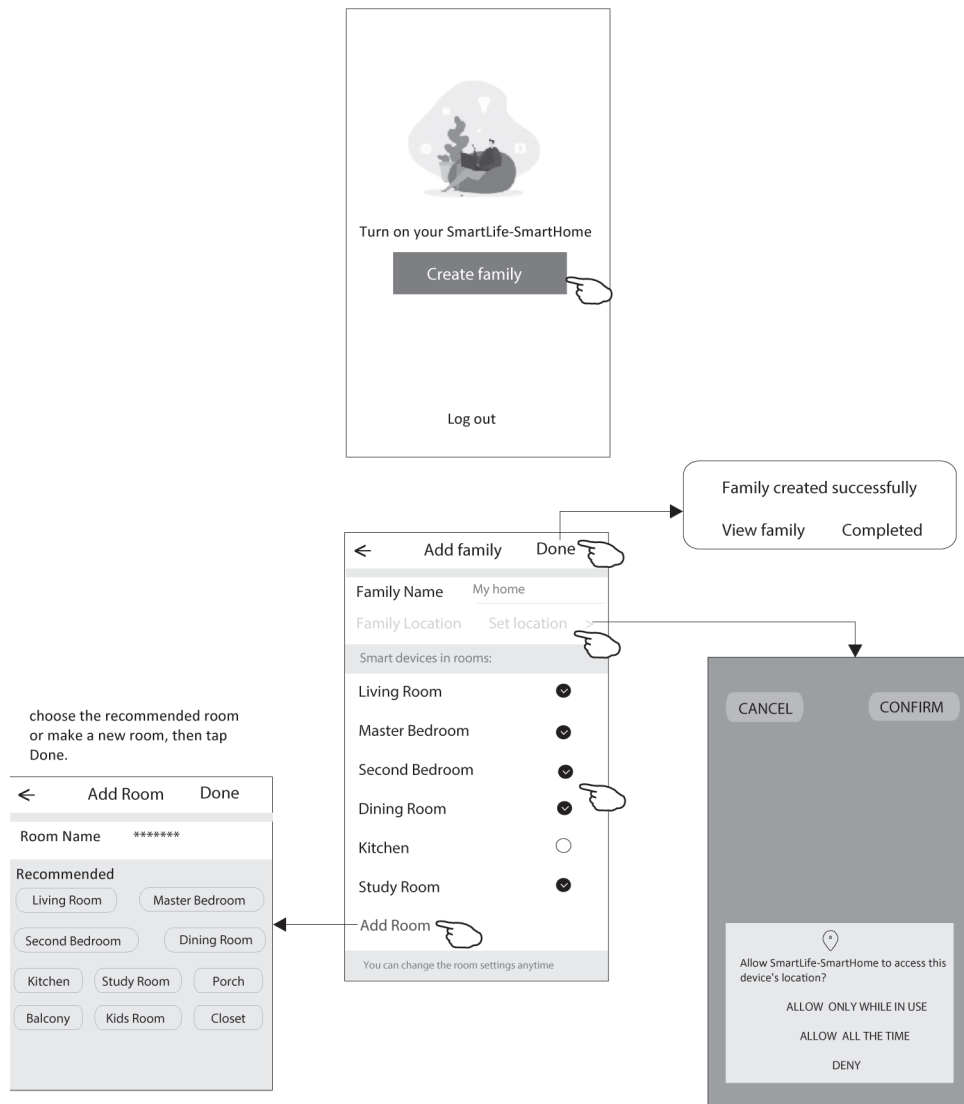 Turn on your SmartLife-SmartHome
Create family
Log out
Family created successfully
View family Completed
Add family Done
Family Name My home
Family Location Set location >
Smart devices in rooms:
Living Room
Master Bedroom
Second Bedroom
Dining Room
Kitchen
Study Room
Add Room
You can change the room settings anytime
choose the recommended room
or make a new room, then tap
Done.
Add Room Done
Room Name *******
Recommended
Living Room Master Bedroom
Second Bedroom Dining Room
Kitchen Study Room Porch
Balcony Kids Room Closet
CANCEL CONFIRM
Allow SmartLife-SmartHome to access this
device's location?
ALLOW ONLY WHILE IN USE
ALLOW ALL THE TIME
DENY